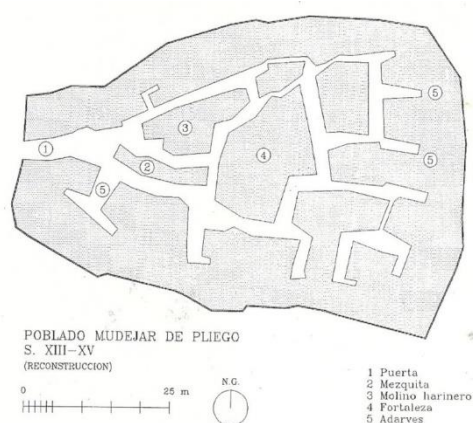 1
2
3
4
5
5
5
POBLADO MUDEJAR DE PLIEGO
S. XIII-XV
(RECONSTRUCCION)
0 25 m
N.G.
1 Puerta
2 Mezquita
3 Molino harinero
4 Fortaleza
5 Adarves